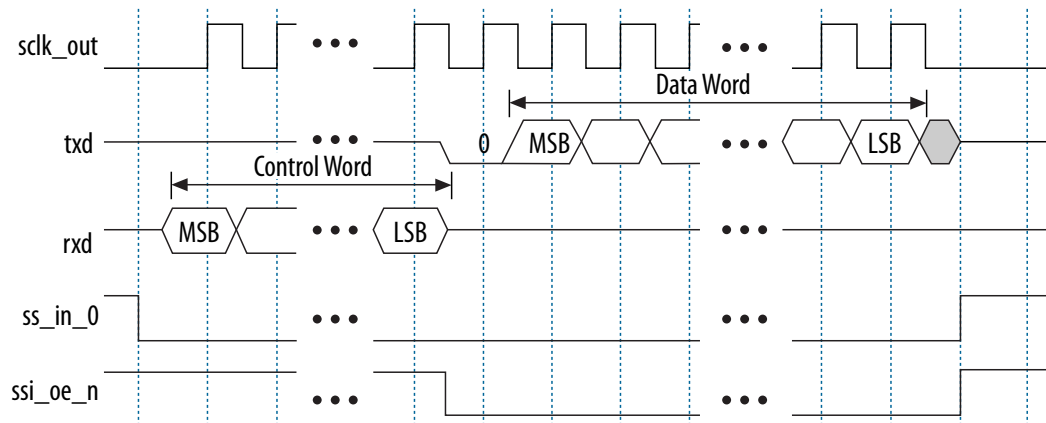 sclk_out
Data Word
txd
0
MSB
LSB
Control Word
rxd
MSB
LSB
ss_in_0
ssi_oe_n